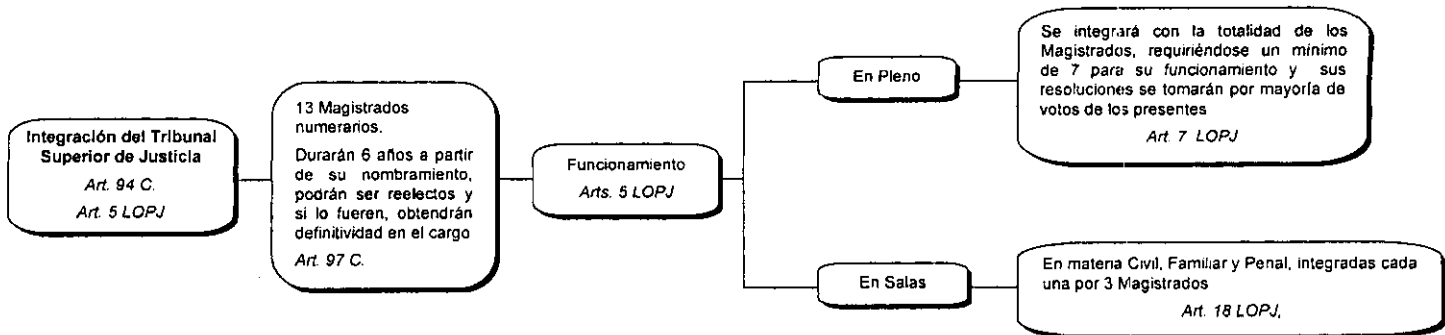 Integración del Tribunal
Superior de Justicia
Art. 94 C.
Art. 5 LOPJ
13 Magistrados
numerarios.
Durarán 6 años a partir
de su nombramiento,
podrán ser reelectos y
si lo fueren, obtendrán
definitividad en el cargo
Art. 97 C.
Funcionamiento
Arts. 5 LOPJ
En Pleno
Se integrará con la totalidad de los
Magistrados, requiriéndose un mínimo
de 7 para su funcionamiento y sus
resoluciones se tomarán por mayoría de
votos de los presentes
Art. 7 LOPJ
En Salas
En materia Civil, Familiar y Penal, integradas cada
una por 3 Magistrados
Art. 18 LOPJ,